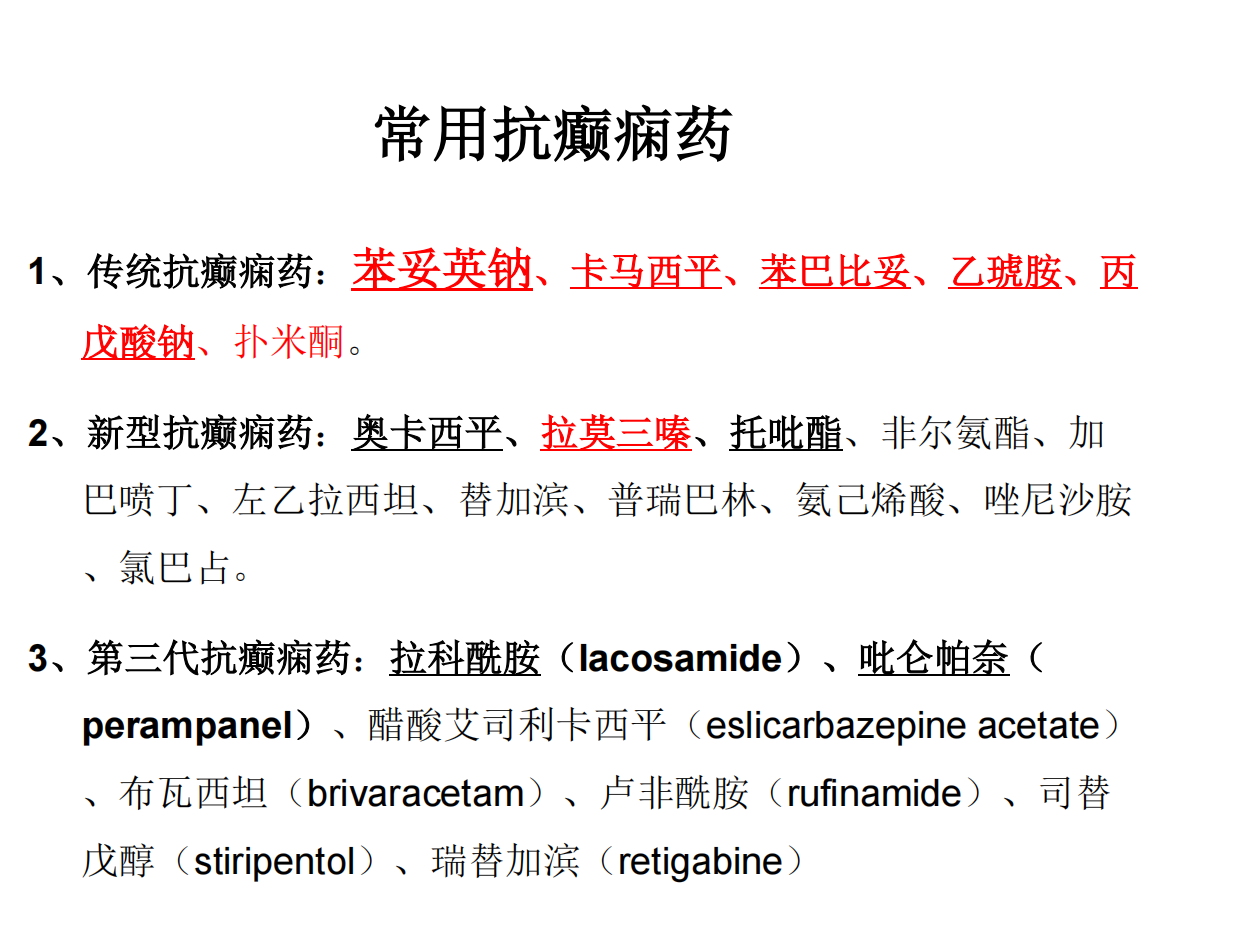 常用抗癫痫药
1、传统抗癫痫药：苯妥英钠、卡马西平、苯巴比妥、乙琥胺、丙
戊酸钠、扑米酮。
2、新型抗癫痫药：奥卡西平、拉莫三嗪、托吡酯、非尔氨酯、加
巴喷丁、左乙拉西坦、替加滨、普瑞巴林、氨己烯酸、唑尼沙胺
、氯巴占。
3、第三代抗癫痫药：拉科酰胺（lacosamide）、吡仑帕奈（
perampanel）、醋酸艾司利卡西平（eslicarbazepine acetate）
、布瓦西坦（brivaracetam）、卢非酰胺（rufinamide）、司替
戊醇（stiripentol）、瑞替加滨（retigabine）